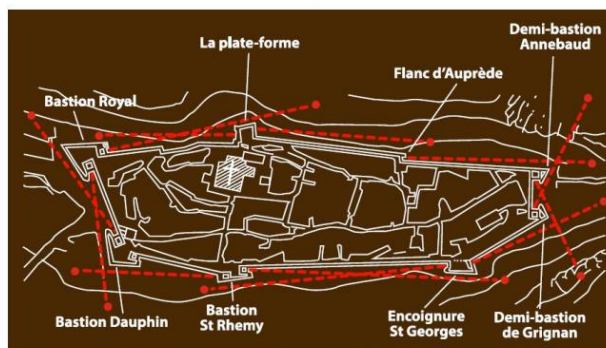 La plate-forme
Demi-bastion
Annebaud
Bastion Royal
Flanc d'Auprède
Bastion Dauphin
Bastion
St Rhemy
Encoignure
St Georges
Demi-bastion
de Grignan